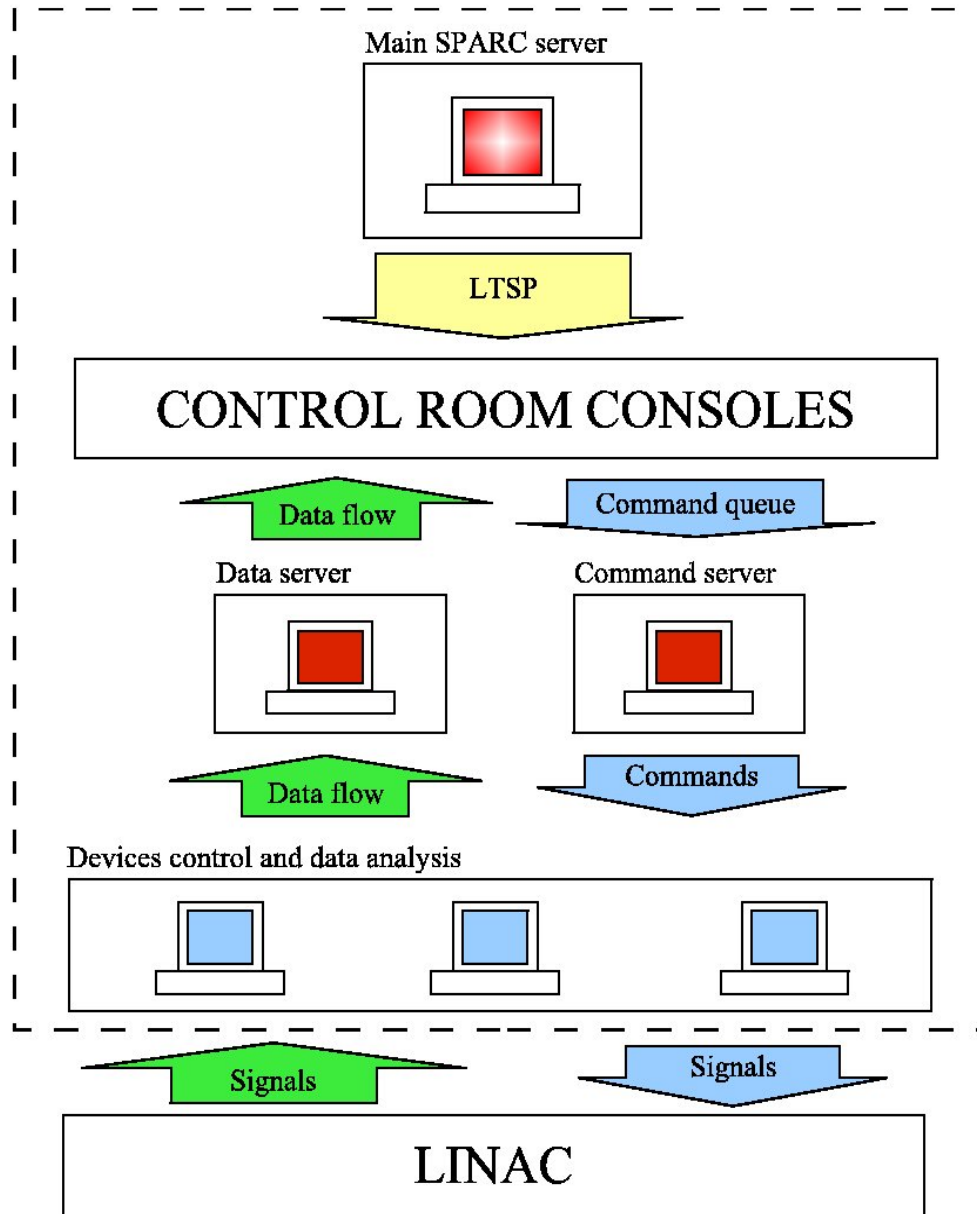 Main SPARC server
LTSP
CONTROL ROOM CONSOLES
Data flow
Command queue
Data server
Command server
Data flow
Commands
Devices control and data analysis
Signals
Signals
LINAC